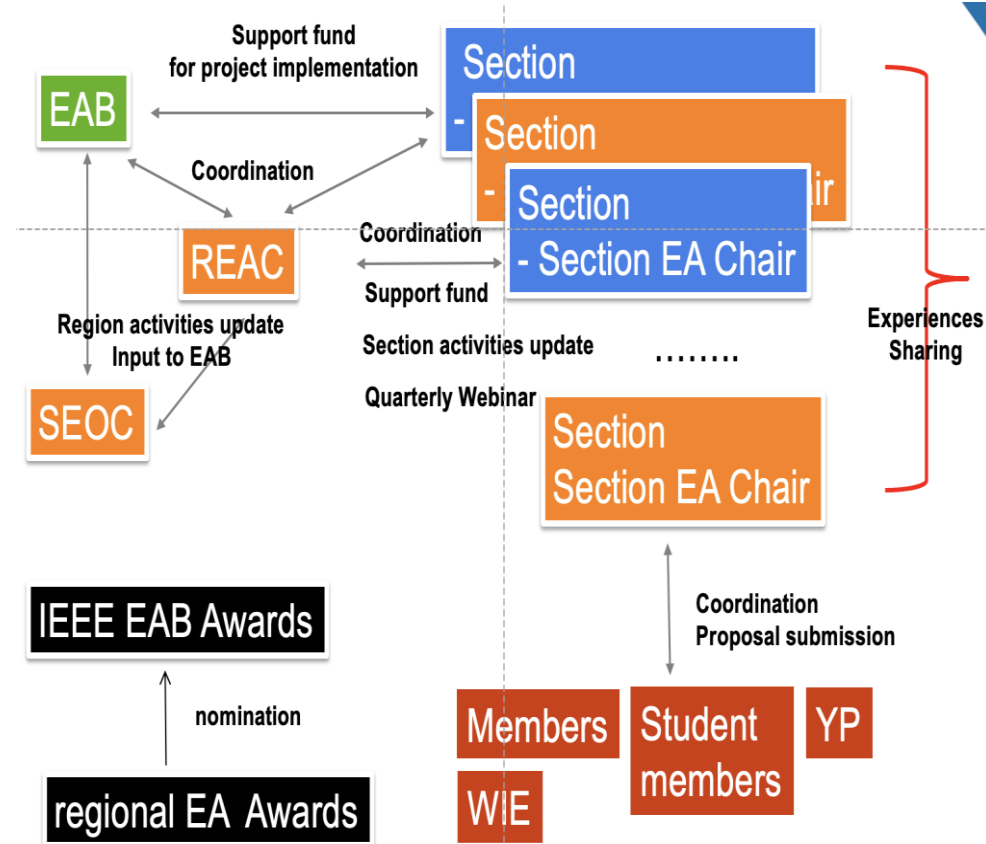 Support fund
for project implementation
EAB
Section
-
Section
- ir
Section
- Section EA Chair
Coordination
REAC
Coordination
Support fund
Region activities update
Input to EAB
Section activities update
........
Quarterly Webinar
Experiences
Sharing
SEOC
Section
Section EA Chair
Coordination
Proposal submission
IEEE EAB Awards
nomination
regional EA Awards
Members
Student
members
YP
WIE